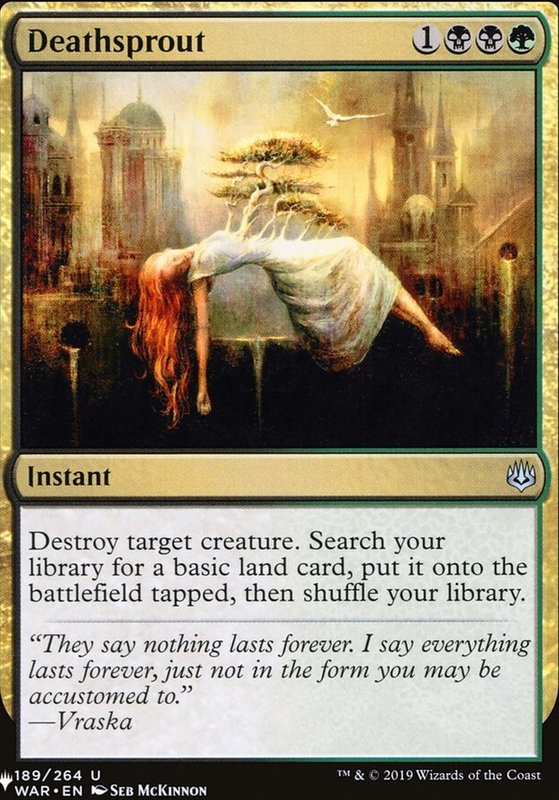 Deathsprout 1
Instant
Destroy target creature. Search your
library for a basic land card, put it onto the
battlefield tapped, then shuffle your library.
“They say nothing lasts forever. I say everything
lasts forever, just not in the form you may be
accustomed to.”
—Vraska
189/264 U
WAR • EN Seb McKinnon
™ & © 2019 Wizards of the Coast